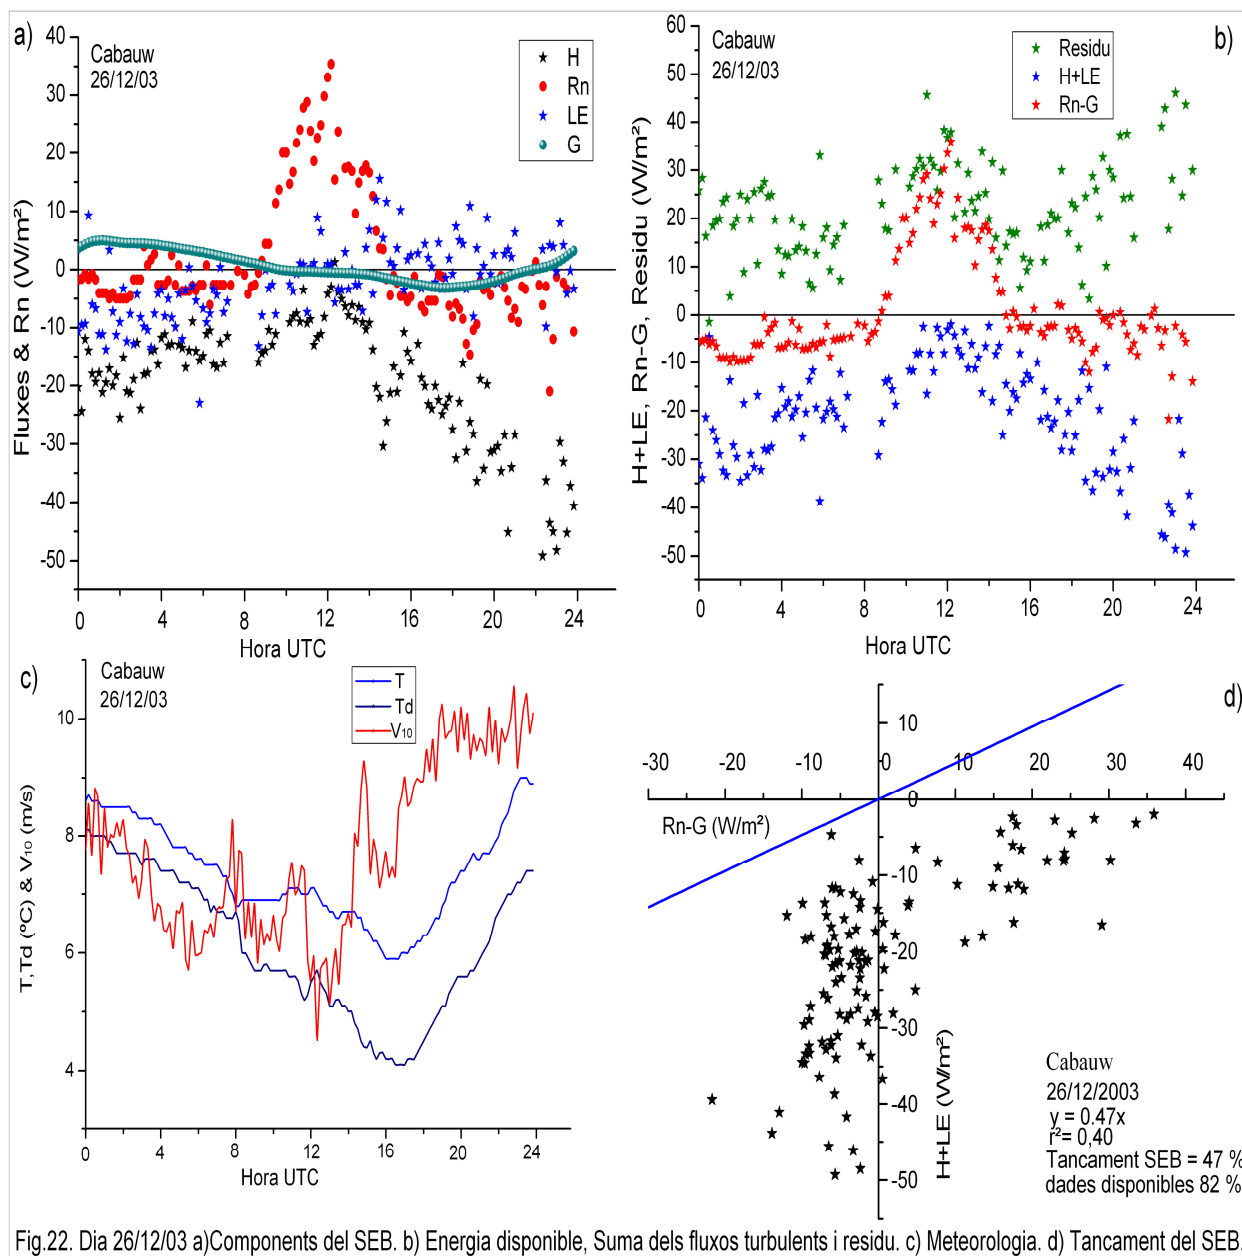 a)
Cabauw
26/12/03
H
Rn
LE
G
Fluxes & Rn (W/m²)
40
30
20
10
0
-10
-20
-30
-40
-50
0 4 8 12 16 20 24
Hora UTC
b)
Cabauw
26/12/03
Residu
H+LE
Rn-G
H+LE, Rn-G, Residu (W/m²)
60
50
40
30
20
10
0
-10
-20
-30
-40
-50
0 4 8 12 16 20 24
Hora UTC
c)
Cabauw
26/12/03
T
Td
V₁₀
T,Td (ºC) & V₁₀ (m/s)
10
8
6
4
0 4 8 12 16 20 24
Hora UTC
d)
10
-30 -20 -10 0 10 20 30 40
0
Rn-G (W/m²)
-10
-20
-30
-40
-50
H+LE (W/m²)
Cabauw
26/12/2003
y = 0.47x
r²= 0,40
Tancament SEB = 47 %
dades disponibles 82 %
Fig.22. Dia 26/12/03 a)Components del SEB. b) Energia disponible, Suma dels fluxos turbulents i residu. c) Meteorologia. d) Tancament del SEB.